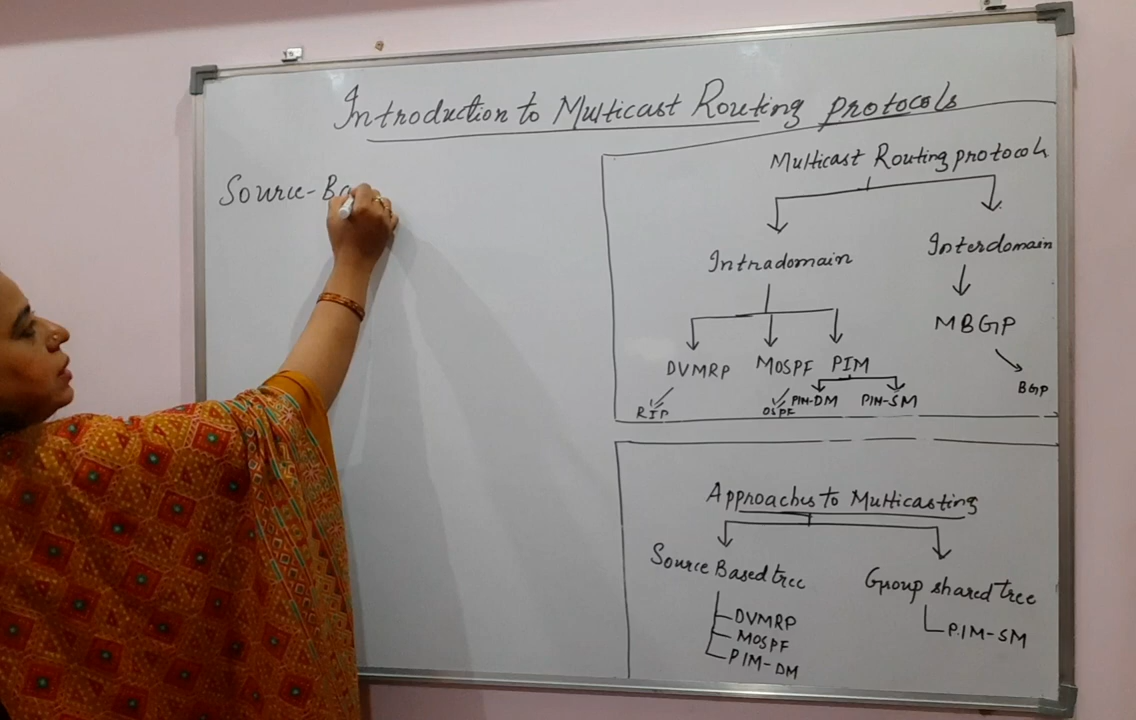 Introduction to Multicast Routing protocols
Source-Ba
Multicast Routing protocols
Intradomain
Interdomain
MBGP
DVMRP
MOSPF
PIM
RIP
OSPF
PIM-DM
PIM-SM
BGP
Approaches to Multicasting
Source Based tree
Group shared tree
DVMRP
MOSPF
PIM-DM
PIM-SM